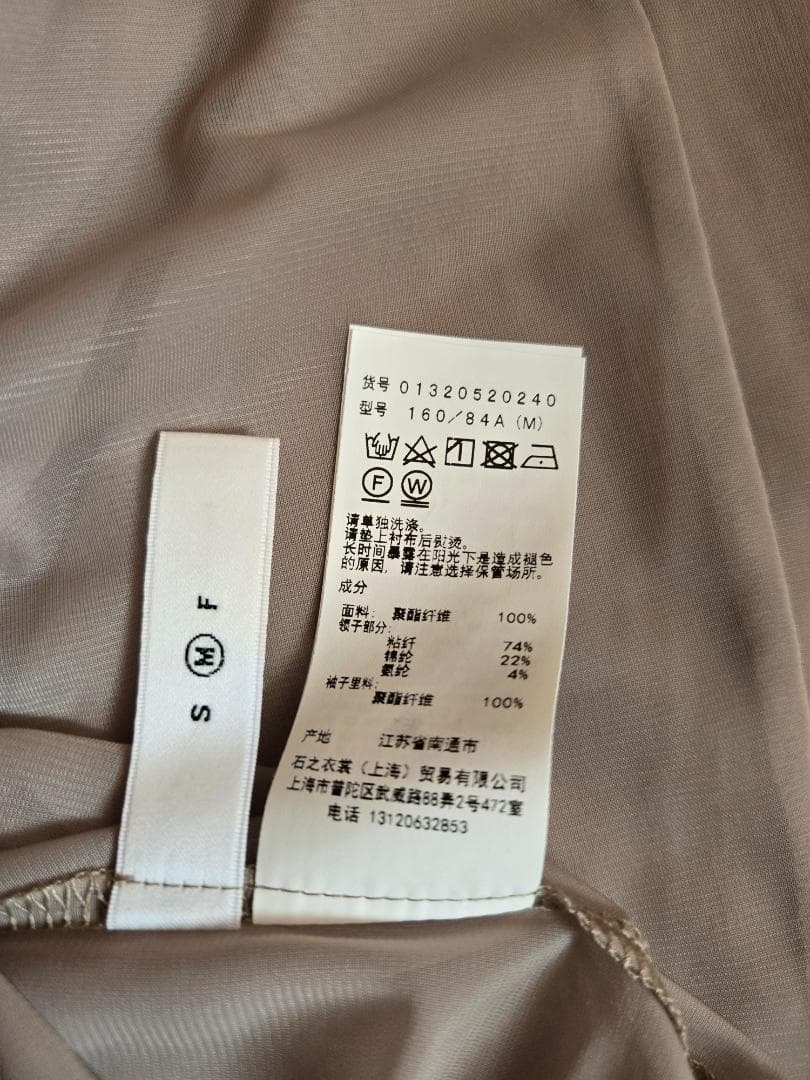 货号 01320520240
型号 160/84A (M)
F W
请单独洗涤。
请垫上衬布后熨烫。
长时间暴露在阳光下是造成褪色
的原因，请注意选择保管场所。
成分
面料： 聚酯纤维 100%
领子部分：
粘纤 74%
锦纶 22%
氨纶 4%
袖子里料：
聚酯纤维 100%
产地 江苏省南通市
石之衣裳（上海）贸易有限公司
上海市普陀区武威路88弄2号472室
电话 13120632853
S M F